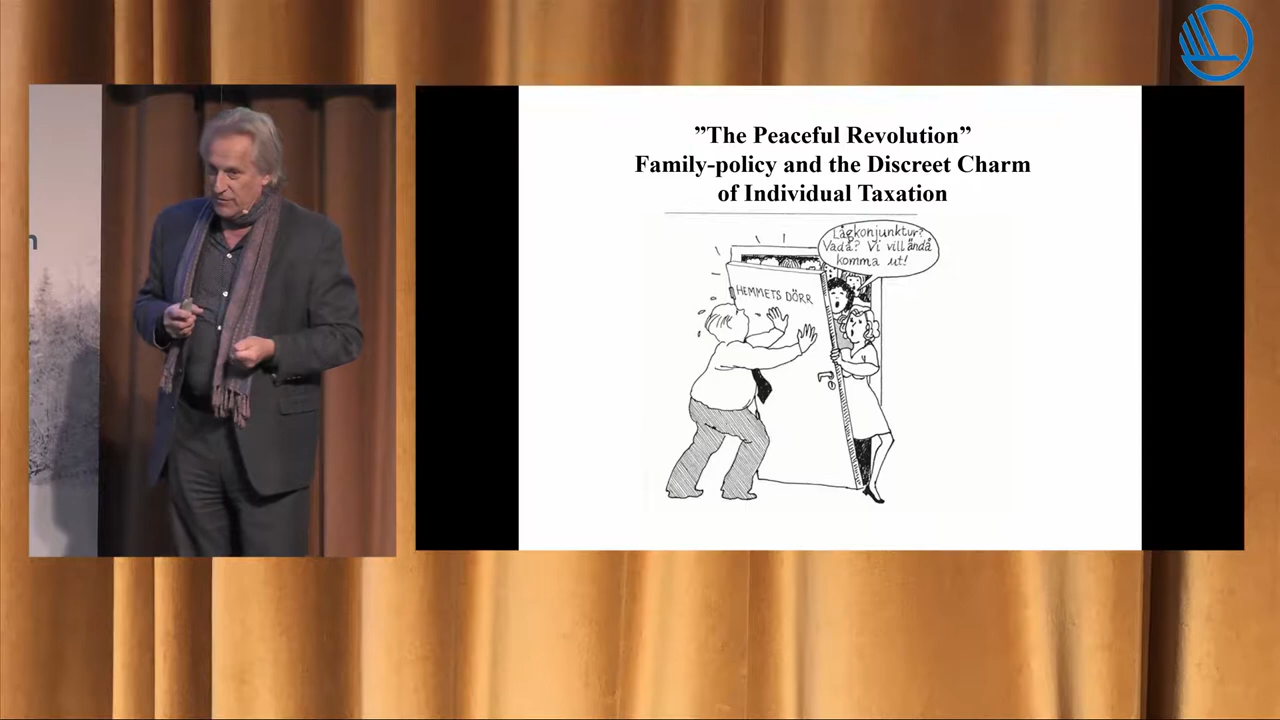 n
”The Peaceful Revolution”
Family-policy and the Discreet Charm
of Individual Taxation
Lågkonjunktur?
Vadå? Vi vill ändå
komma ut!
HEMMETS DÖRR